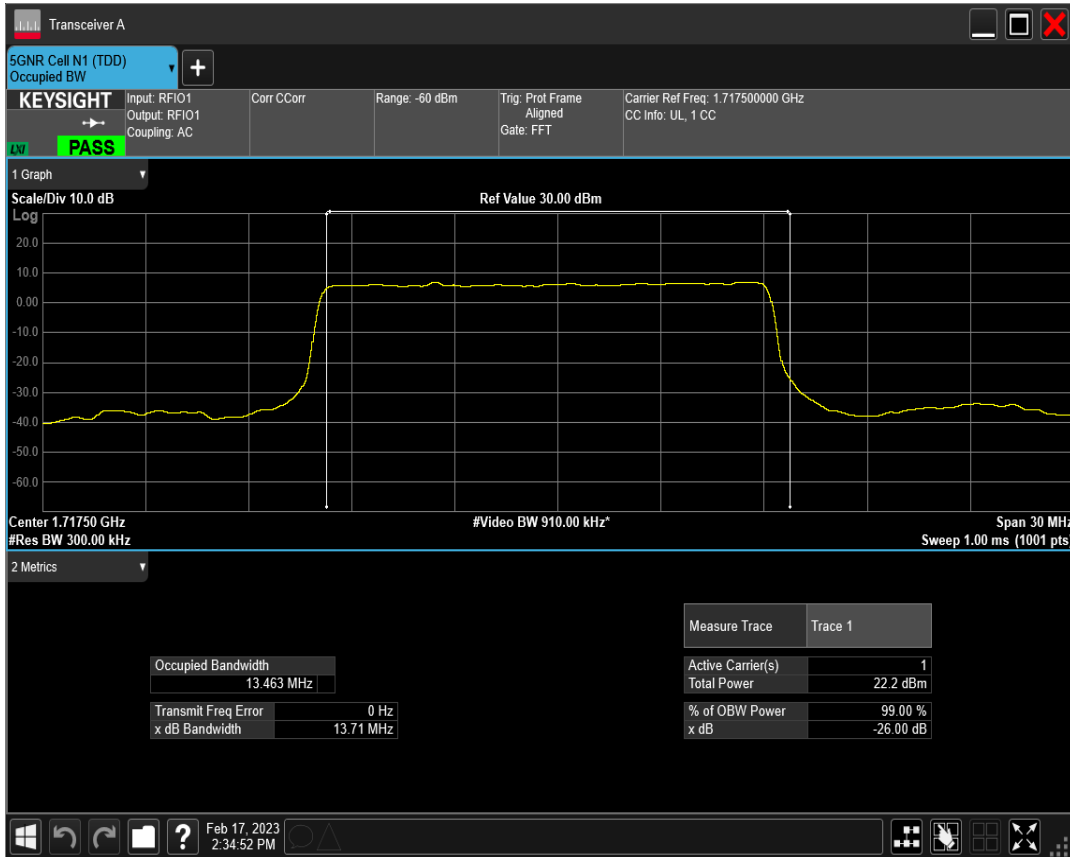 Transceiver A
5GNR Cell N1 (TDD)
Occupied BW
+
KEYSIGHT
LXI
PASS
Input: RFIO1
Output: RFIO1
Coupling: AC
Corr CCorr
Range: -60 dBm
Trig: Prot Frame
Aligned
Gate: FFT
Carrier Ref Freq: 1.717500000 GHz
CC Info: UL, 1 CC
1 Graph
Scale/Div 10.0 dB
Ref Value 30.00 dBm
Log
20.0
10.0
0.00
-10.0
-20.0
-30.0
-40.0
-50.0
-60.0
Center 1.71750 GHz
#Video BW 910.00 kHz*
Span 30 MHz
#Res BW 300.00 kHz
Sweep 1.00 ms (1001 pts)
2 Metrics
Measure Trace Trace 1
Occupied Bandwidth
13.463 MHz
Active Carrier(s) 1
Total Power 22.2 dBm
Transmit Freq Error 0 Hz
x dB Bandwidth 13.71 MHz
% of OBW Power 99.00 %
x dB -26.00 dB
?
Feb 17, 2023
2:34:52 PM